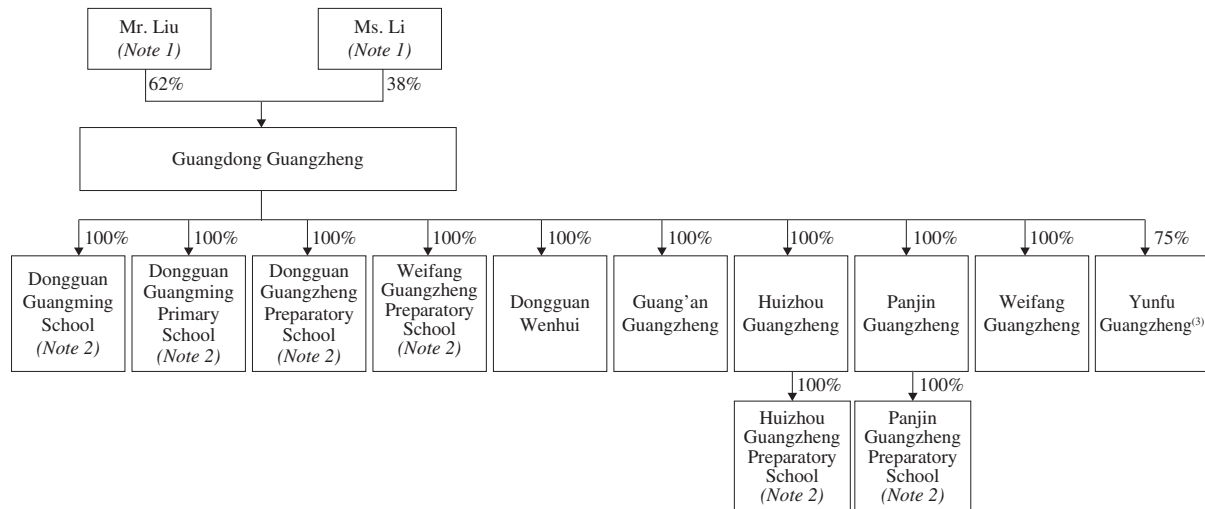 Mr. Liu
(Note 1)
Ms. Li
(Note 1)
62%
38%
Guangdong Guangzheng
100%
100%
100%
100%
100%
100%
100%
100%
100%
75%
Dongguan
Guangming
School
(Note 2)
Dongguan
Guangming
Primary
School
(Note 2)
Dongguan
Guangzheng
Preparatory
School
(Note 2)
Weifang
Guangzheng
Preparatory
School
(Note 2)
Dongguan
Wenhui
Guang’an
Guangzheng
Huizhou
Guangzheng
Panjin
Guangzheng
Weifang
Guangzheng
Yunfu
Guangzheng(3)
100%
100%
Huizhou
Guangzheng
Preparatory
School
(Note 2)
Panjin
Guangzheng
Preparatory
School
(Note 2)